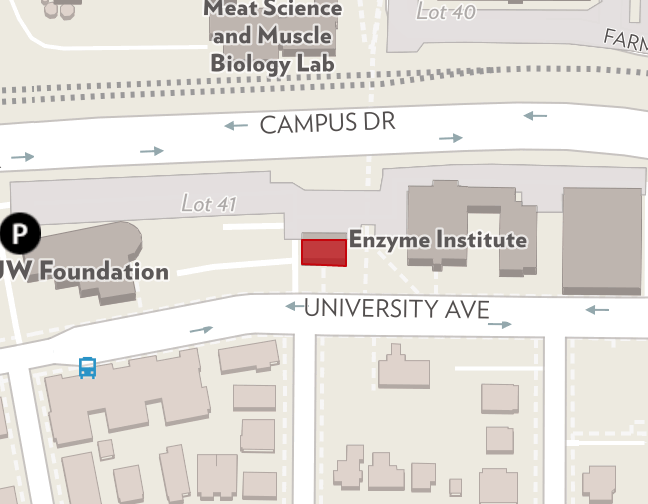 Meat Science
and Muscle
Biology Lab
Lot 40
FARM
CAMPUS DR
Lot 41
P
Enzyme Institute
UW Foundation
UNIVERSITY AVE